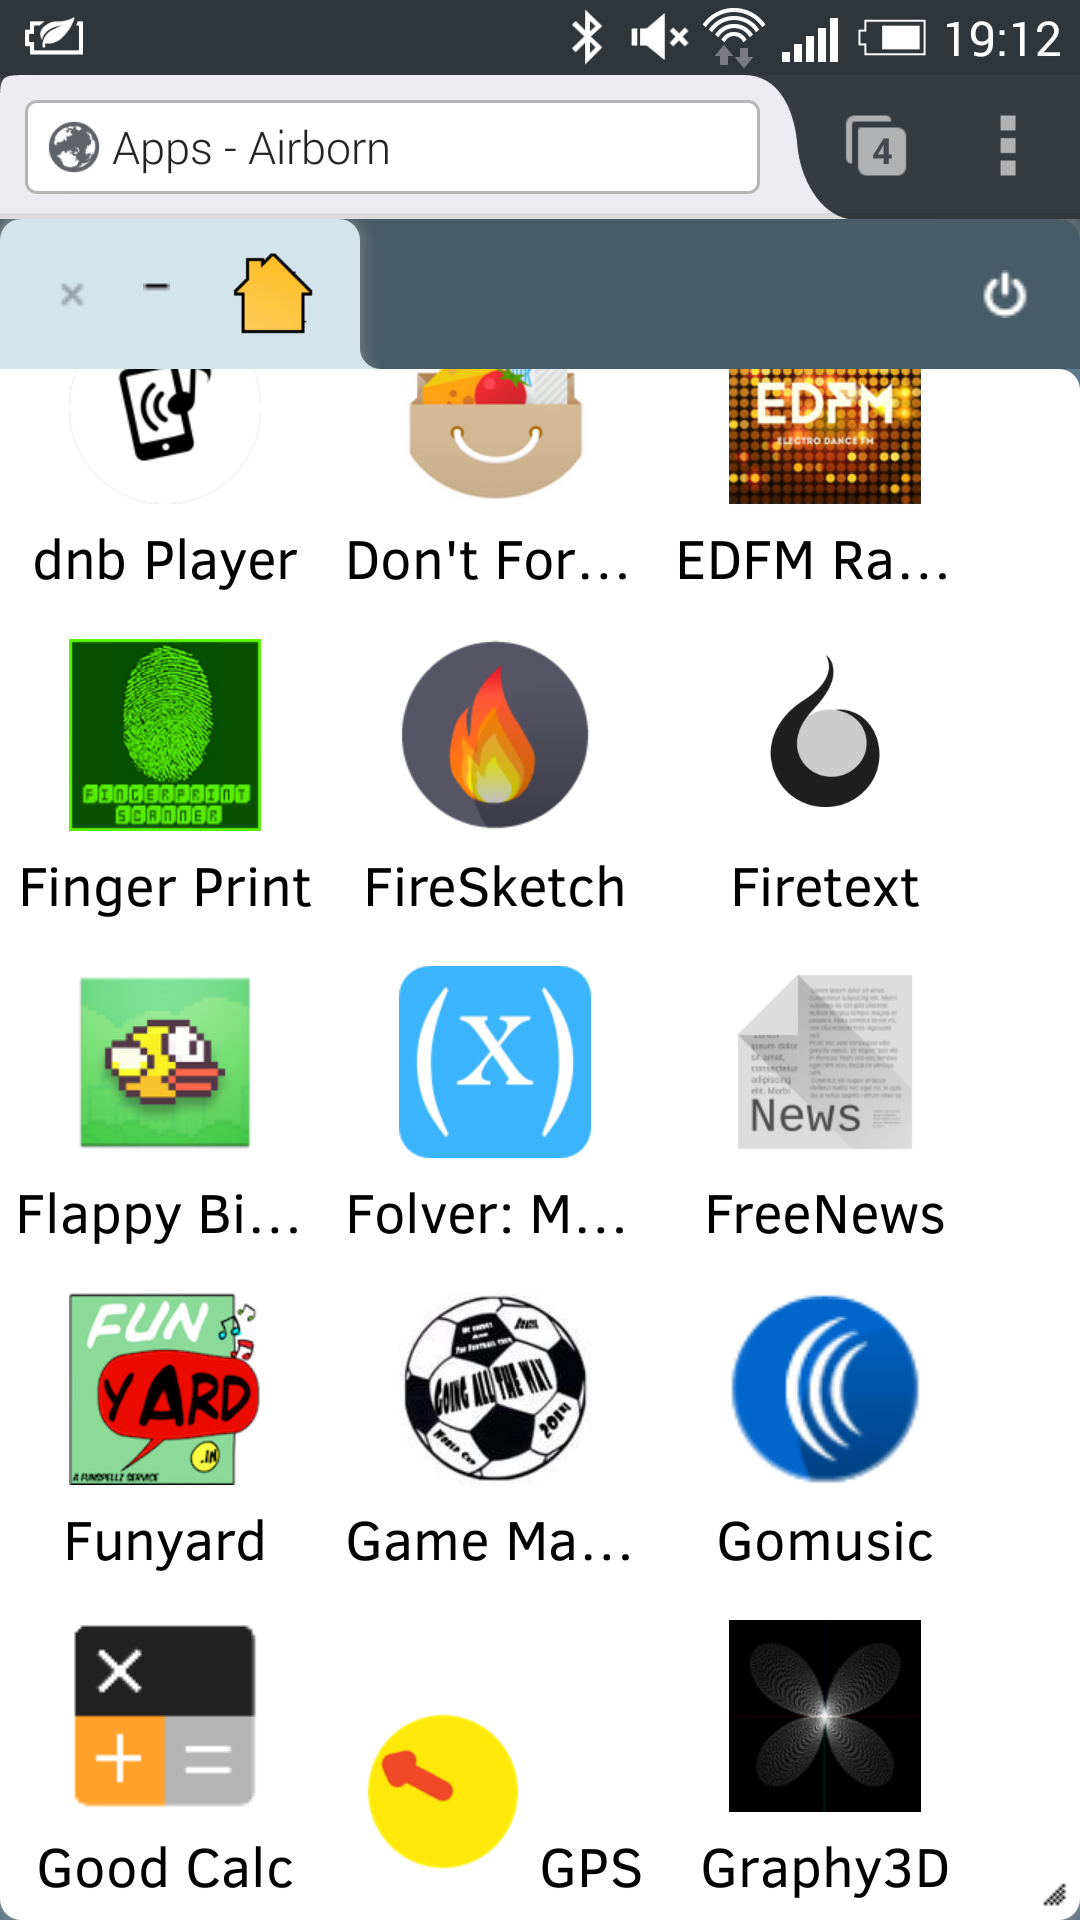 19:12
Apps - Airborn
4
EDFM
ELECTRO DANCE FM
dnb Player
Don't For...
EDFM Ra...
FINGERPRINT
SCANNER
Finger Print
FireSketch
Firetext
(x)
News
Flappy Bi...
Folver: M...
FreeNews
FUN
YARD
.IN
A FUNSPELLZ SERVICE
GOING ALL THE WAY
WORLD CUP
2014
Funyard
Game Ma...
Gomusic
Good Calc
GPS
Graphy3D